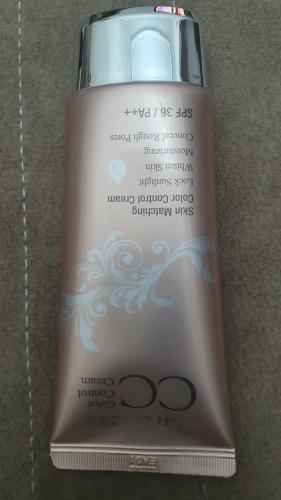 CC Color
Control
Cream
Skin Matching
Color Control Cream
Lock Sunlight
Whiten Skin
Moisturizing
Conceal Rough Pores
SPF 36 / PA++